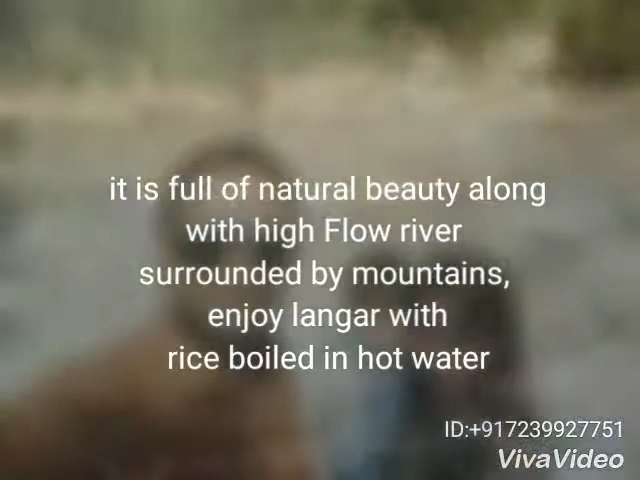 it is full of natural beauty along
with high Flow river
surrounded by mountains,
enjoy langar with
rice boiled in hot water
ID:+917239927751
VivaVideo